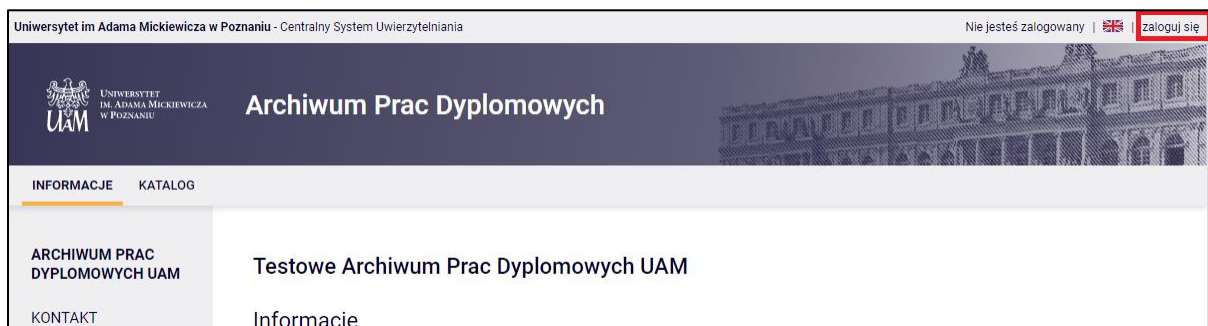 Uniwersytet im Adama Mickiewicza w Poznaniu - Centralny System Uwierzytelniania
Nie jesteś zalogowany | | zaloguj się
UNIWERSYTET
IM. ADAMA MICKIEWICZA
W POZNANIU
UAM
Archiwum Prac Dyplomowych
INFORMACJE KATALOG
ARCHIWUM PRAC
DYPLOMOWYCH UAM
KONTAKT
Testowe Archiwum Prac Dyplomowych UAM
Informacje